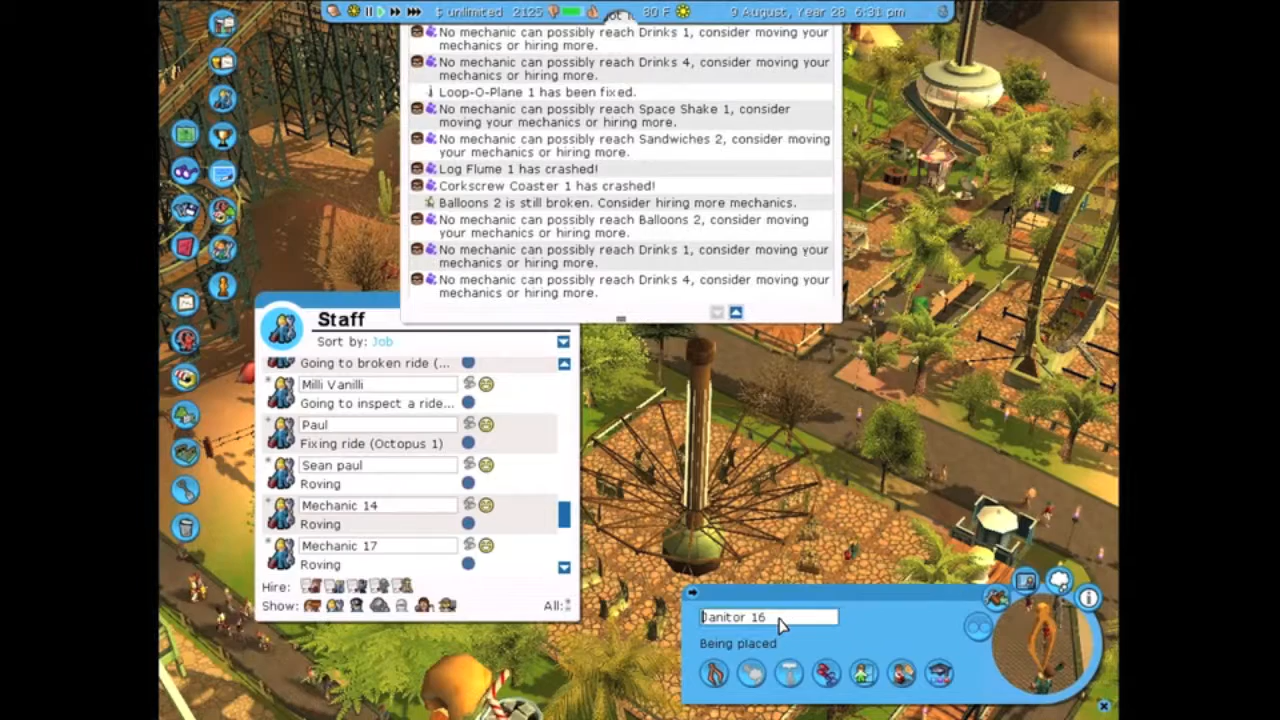 $ unlimited 2125 80 F 9 August, Year 28 6:31 pm
No mechanic can possibly reach Drinks 1, consider moving your
mechanics or hiring more.
No mechanic can possibly reach Drinks 4, consider moving your
mechanics or hiring more.
Loop-O-Plane 1 has been fixed.
No mechanic can possibly reach Space Shake 1, consider
moving your mechanics or hiring more.
No mechanic can possibly reach Sandwiches 2, consider moving
your mechanics or hiring more.
Log Flume 1 has crashed!
Corkscrew Coaster 1 has crashed!
Balloons 2 is still broken. Consider hiring more mechanics.
No mechanic can possibly reach Balloons 2, consider moving
your mechanics or hiring more.
No mechanic can possibly reach Drinks 1, consider moving your
mechanics or hiring more.
No mechanic can possibly reach Drinks 4, consider moving your
mechanics or hiring more.
Staff
Sort by: Job
Going to broken ride (...
Milli Vanilli
Going to inspect a ride...
Paul
Fixing ride (Octopus 1)
Sean paul
Roving
Mechanic 14
Roving
Mechanic 17
Roving
Hire:
Show: All:
Janitor 16
Being placed